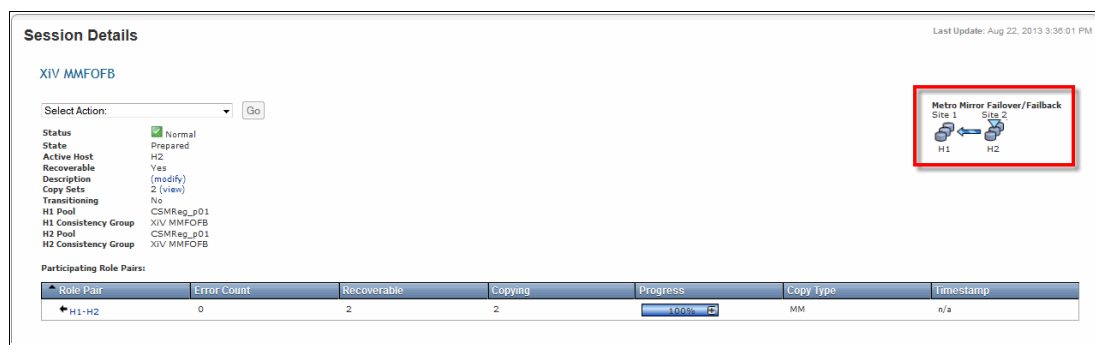 Session Details
Last Update: Aug 22, 2013 3:36:01 PM
XiV MMFOFB
Select Action: Go
Metro Mirror Failover/Failback
Site 1 Site 2
H1 H2
Status Normal
State Prepared
Active Host H2
Recoverable Yes
Description (modify)
Copy Sets 2 (view)
Transitioning No
H1 Pool CSMReg_p01
H1 Consistency Group XiV MMFOFB
H2 Pool CSMReg_p01
H2 Consistency Group XiV MMFOFB
Participating Role Pairs:
Role Pair Error Count Recoverable Copying Progress Copy Type Timestamp
H1-H2 0 2 2 100% MM n/a